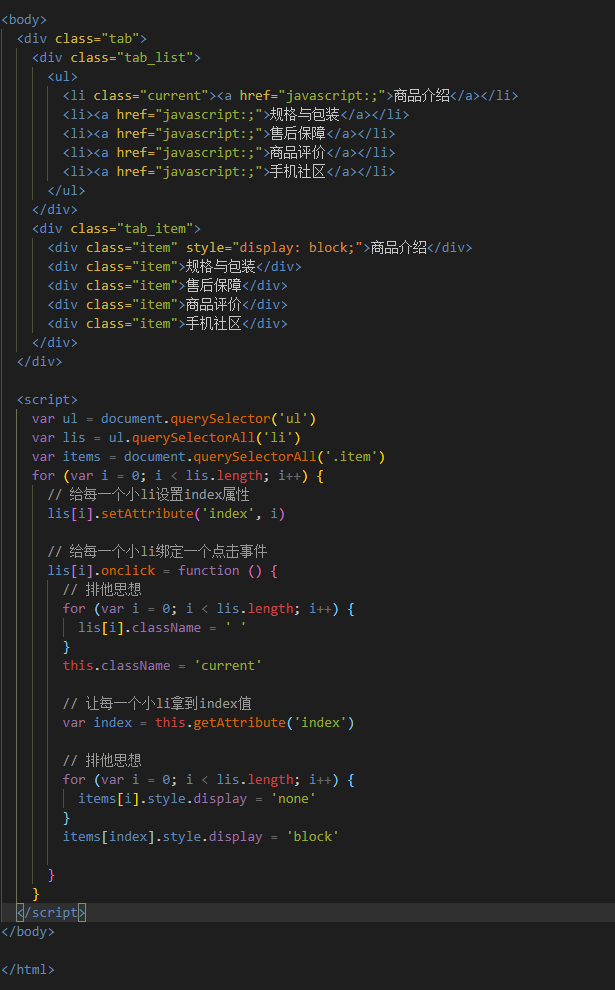 <body>
<div class="tab">
<div class="tab_list">
<ul>
<li class="current"><a href="javascript:;">商品介绍</a></li>
<li><a href="javascript:;">规格与包装</a></li>
<li><a href="javascript:;">售后保障</a></li>
<li><a href="javascript:;">商品评价</a></li>
<li><a href="javascript:;">手机社区</a></li>
</ul>
</div>
<div class="tab_item">
<div class="item" style="display: block;">商品介绍</div>
<div class="item">规格与包装</div>
<div class="item">售后保障</div>
<div class="item">商品评价</div>
<div class="item">手机社区</div>
</div>
</div>
<script>
var ul = document.querySelector('ul')
var lis = ul.querySelectorAll('li')
var items = document.querySelectorAll('.item')
for (var i = 0; i < lis.length; i++) {
// 给每一个小li设置index属性
lis[i].setAttribute('index', i)
// 给每一个小li绑定一个点击事件
lis[i].onclick = function () {
// 排他思想
for (var i = 0; i < lis.length; i++) {
lis[i].className = ' '
}
this.className = 'current'
// 让每一个小li拿到index值
var index = this.getAttribute('index')
// 排他思想
for (var i = 0; i < lis.length; i++) {
items[i].style.display = 'none'
}
items[index].style.display = 'block'
}
}
</script>
</body>
</html>